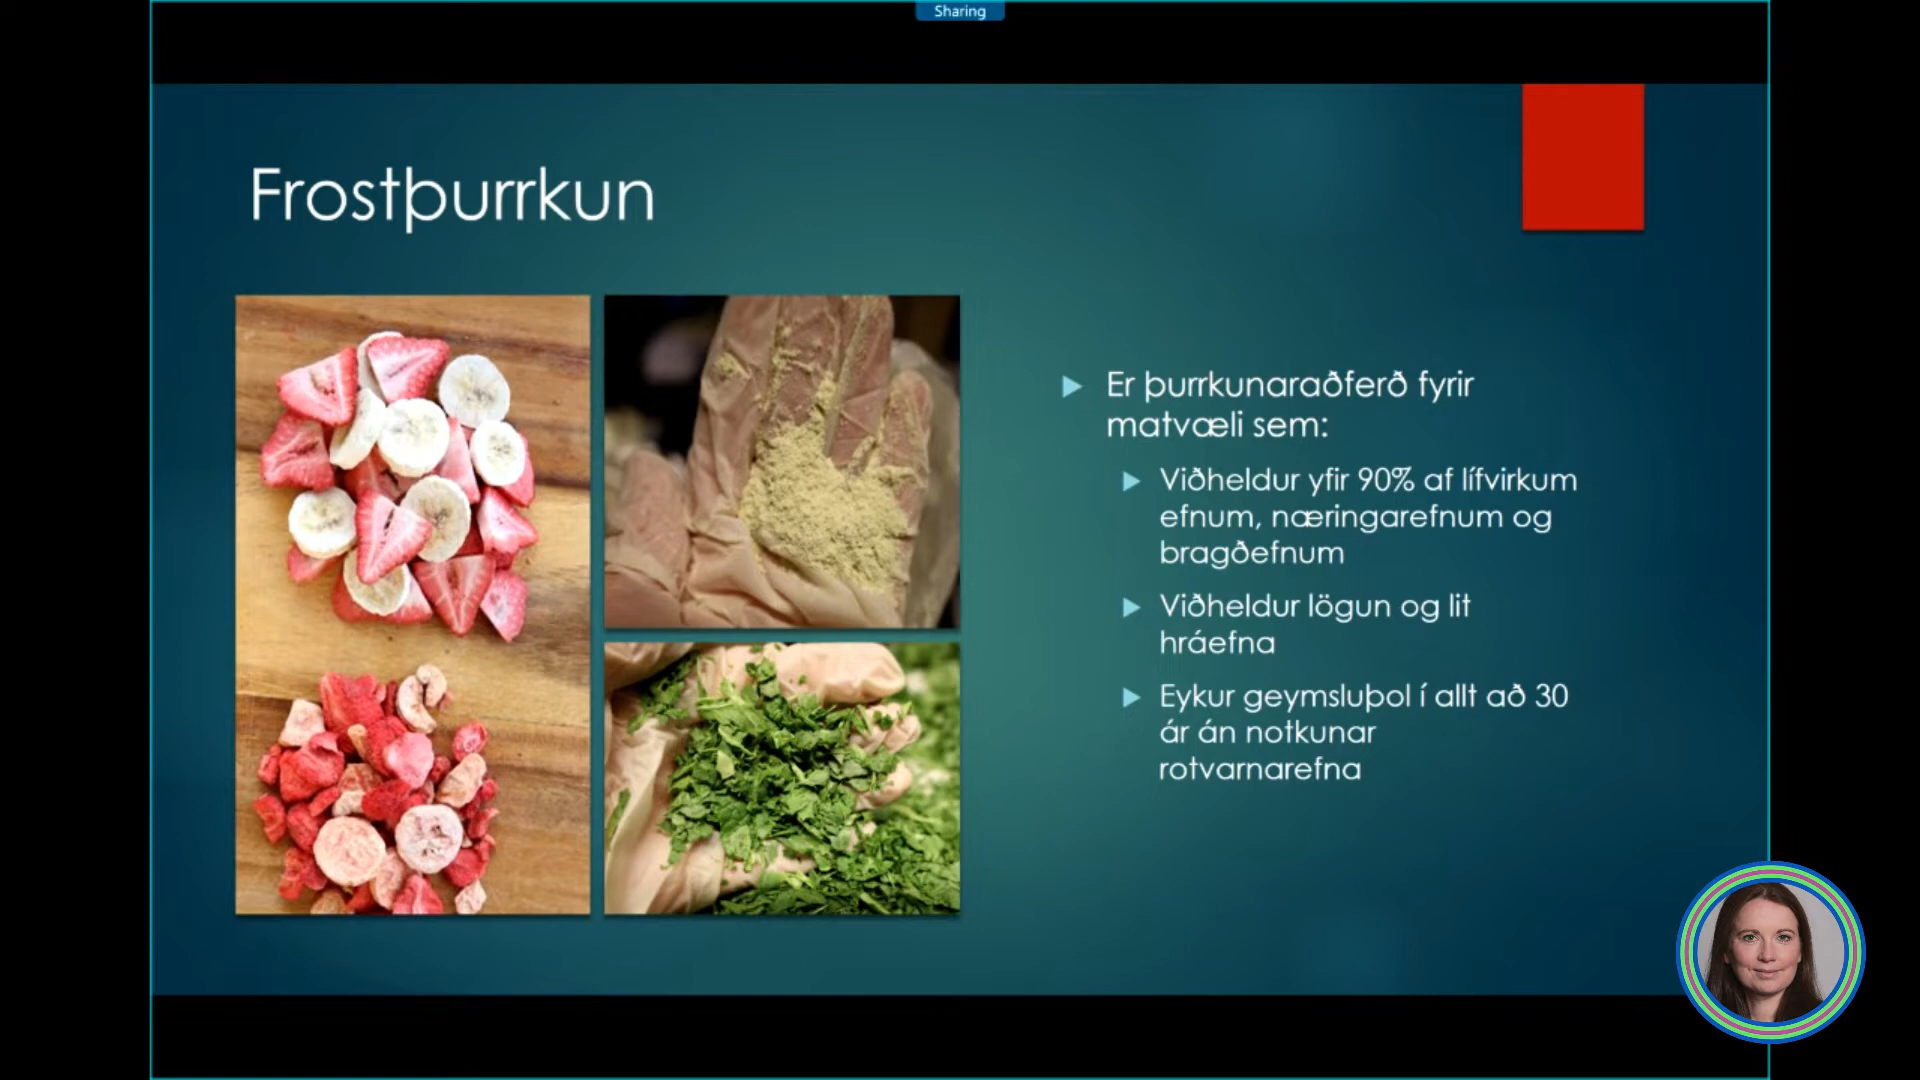 Sharing
Frostþurrkun
Er þurrkunaraðferð fyrir
matvæli sem:
Viðheldur yfir 90% af lífvirkum
efnum, næringarefnum og
bragðefnum
Viðheldur lögun og lit
hráefna
Eykur geymsluþol í allt að 30
ár án notkunar
rotvarnarefna